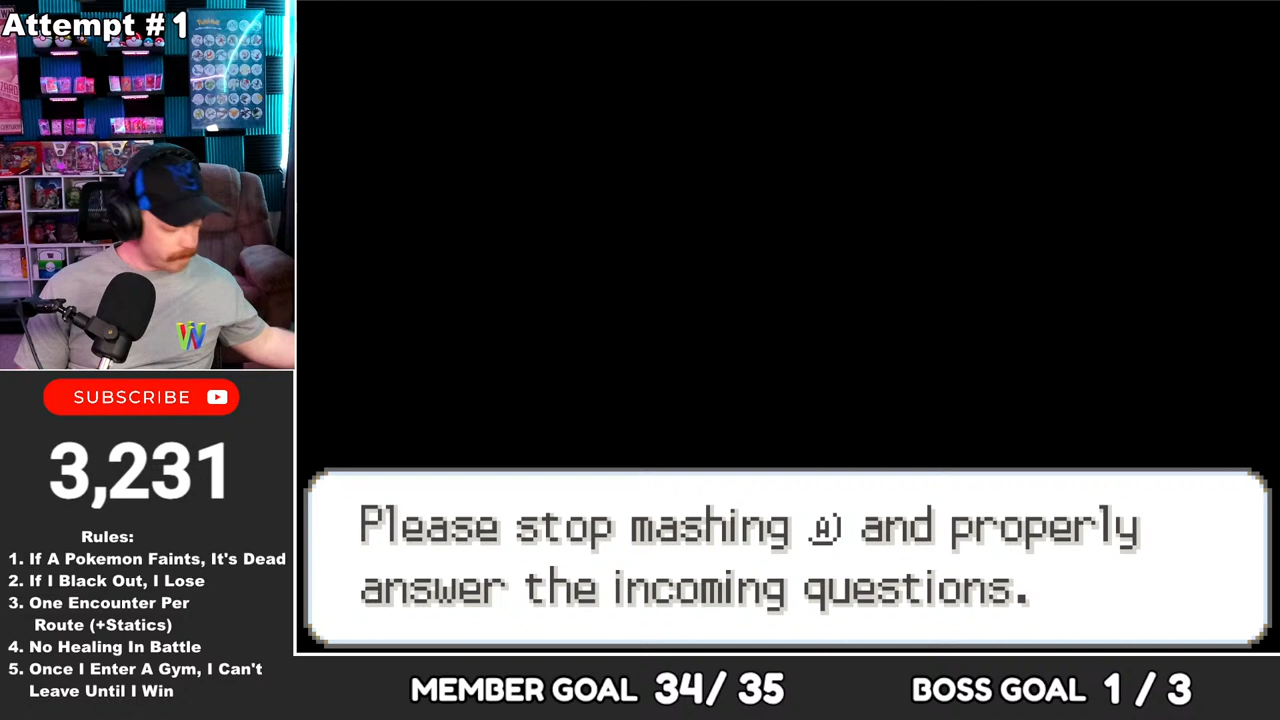 Attempt # 1
SUBSCRIBE
3,231
Rules:
1. If A Pokemon Faints, It's Dead
2. If I Black Out, I Lose
3. One Encounter Per
Route (+Statics)
4. No Healing In Battle
5. Once I Enter A Gym, I Can't
Leave Until I Win
Please stop mashing A) and properly
answer the incoming questions.
MEMBER GOAL 34/ 35
BOSS GOAL 1 / 3